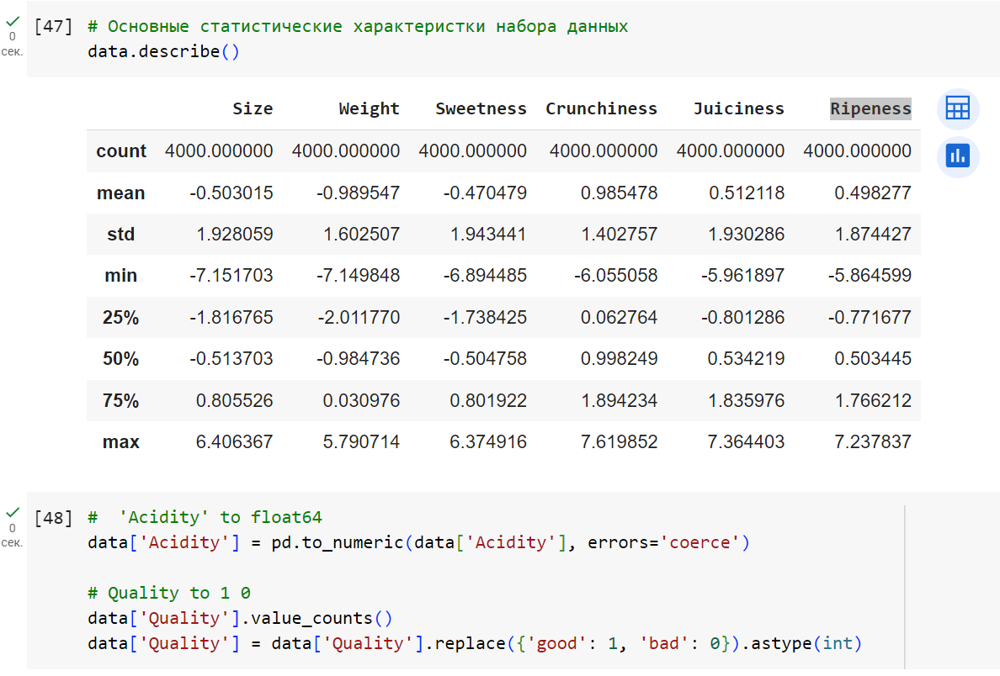 [47] # Основные статистические характеристки набора данных
0
сек.
data.describe()
Size Weight Sweetness Crunchiness Juiciness Ripeness
count 4000.000000 4000.000000 4000.000000 4000.000000 4000.000000 4000.000000
mean -0.503015 -0.989547 -0.470479 0.985478 0.512118 0.498277
std 1.928059 1.602507 1.943441 1.402757 1.930286 1.874427
min -7.151703 -7.149848 -6.894485 -6.055058 -5.961897 -5.864599
25% -1.816765 -2.011770 -1.738425 0.062764 -0.801286 -0.771677
50% -0.513703 -0.984736 -0.504758 0.998249 0.534219 0.503445
75% 0.805526 0.030976 0.801922 1.894234 1.835976 1.766212
max 6.406367 5.790714 6.374916 7.619852 7.364403 7.237837
[48] #  'Acidity' to float64
0
сек.
data['Acidity'] = pd.to_numeric(data['Acidity'], errors='coerce')
# Quality to 1 0
data['Quality'].value_counts()
data['Quality'] = data['Quality'].replace({'good': 1, 'bad': 0}).astype(int)